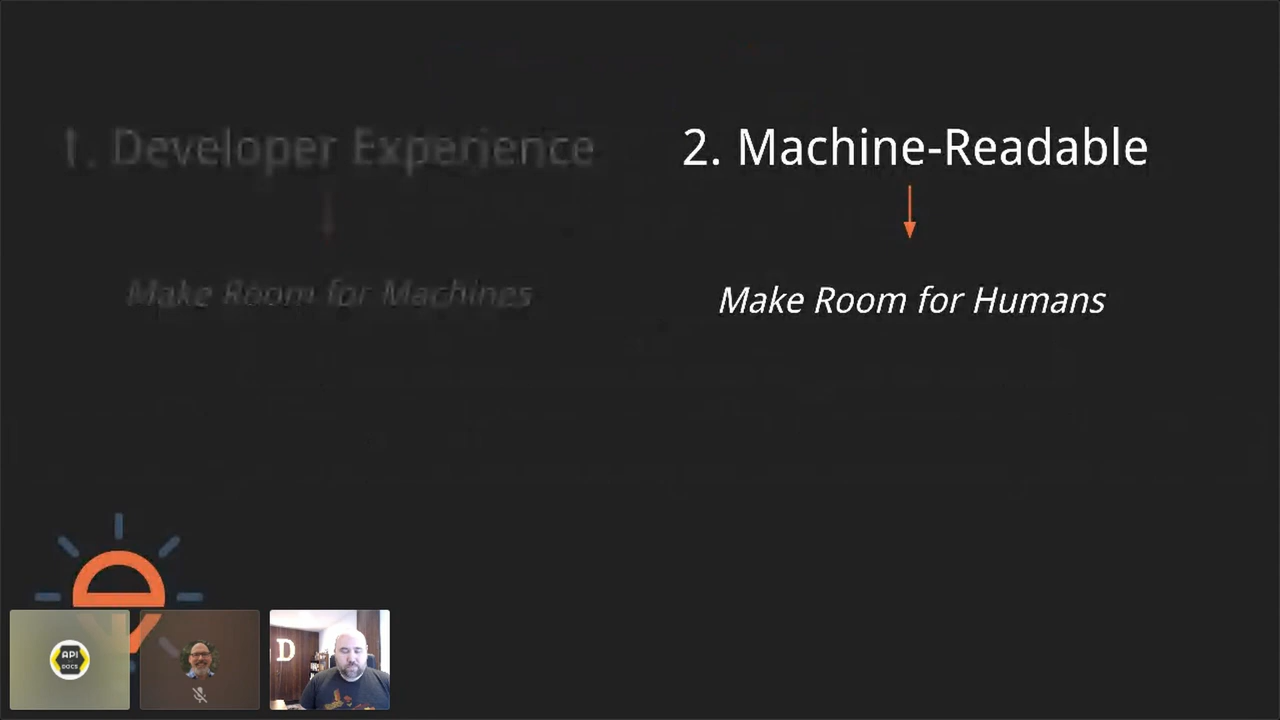 1. Developer Experience
Make Room for Machines
2. Machine-Readable
Make Room for Humans
API
DOCS
D